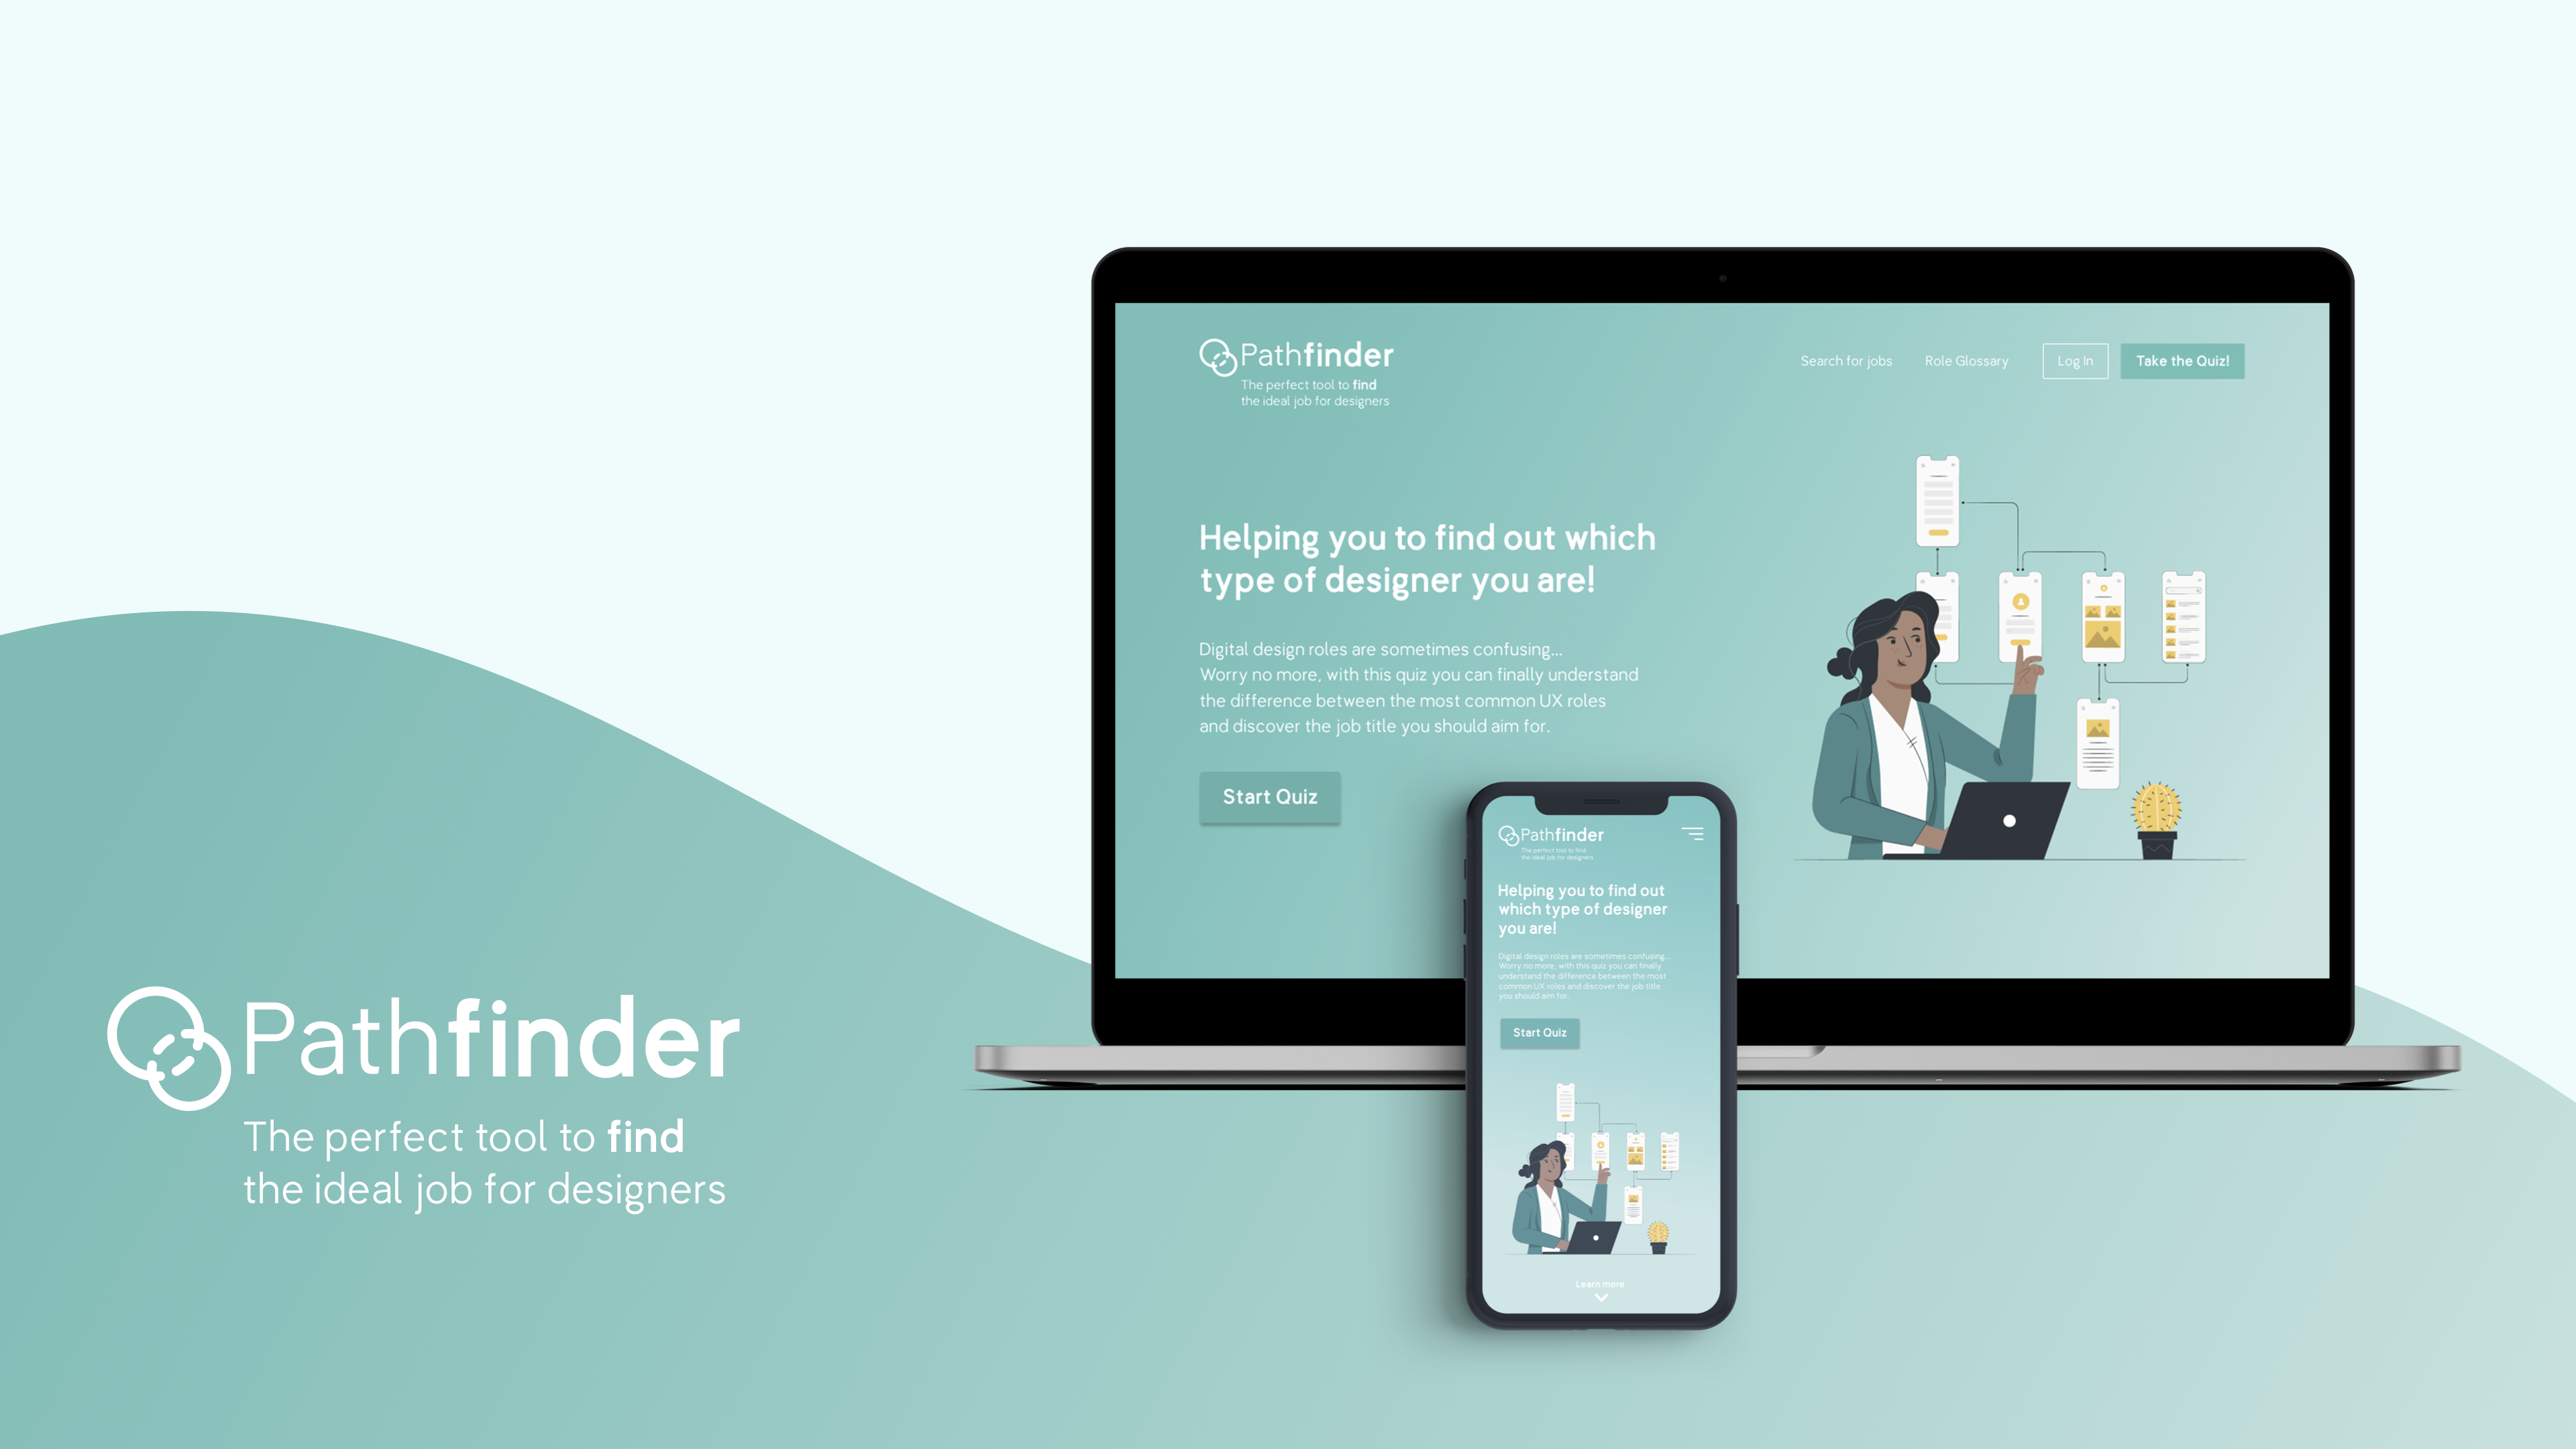 Pathfinder
The perfect tool to find
the ideal job for designers
Search for jobs
Role Glossary
Log In
Take the Quiz!
Helping you to find out which
type of designer you are!
Digital design roles are sometimes confusing...
Worry no more, with this quiz you can finally understand
the difference between the most common UX roles
and discover the job title you should aim for.
Start Quiz
Pathfinder
The perfect tool to find
the ideal job for designers
Helping you to find out
which type of designer
you are!
Digital design roles are sometimes confusing...
Worry no more, with this quiz you can finally
understand the difference between the most
common UX roles and discover the job title
you should aim for.
Start Quiz
Learn more
Pathfinder
The perfect tool to find
the ideal job for designers